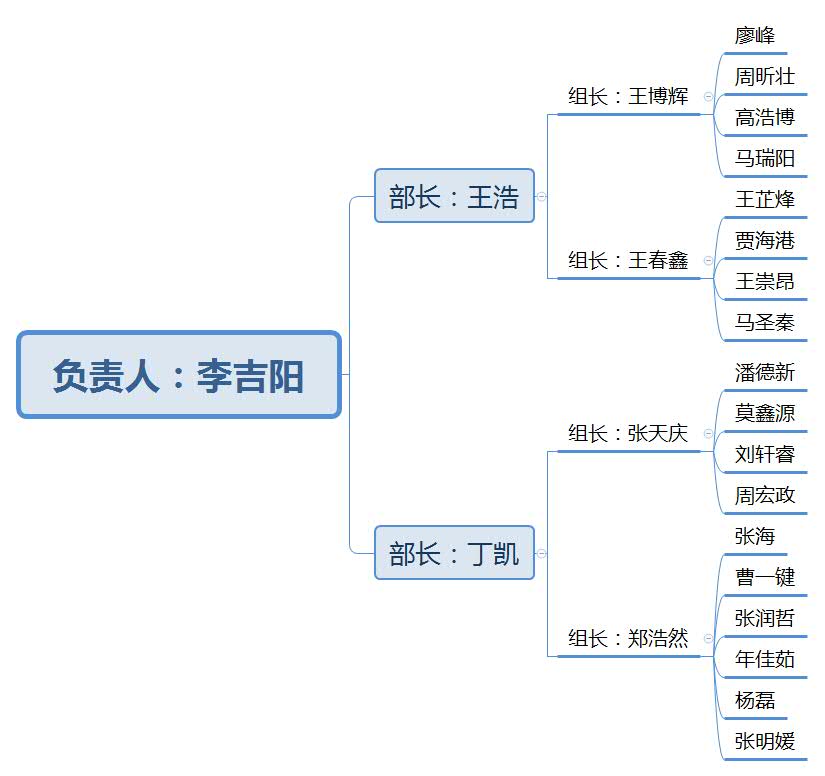 负责人：李吉阳
部长：王浩
组长：王博辉
廖峰
周昕壮
高浩博
马瑞阳
组长：王春鑫
王芷烽
贾海港
王崇昂
马圣秦
部长：丁凯
组长：张天庆
潘德新
莫鑫源
刘轩睿
周宏政
组长：郑浩然
张海
曹一键
张润哲
年佳茹
杨磊
张明媛